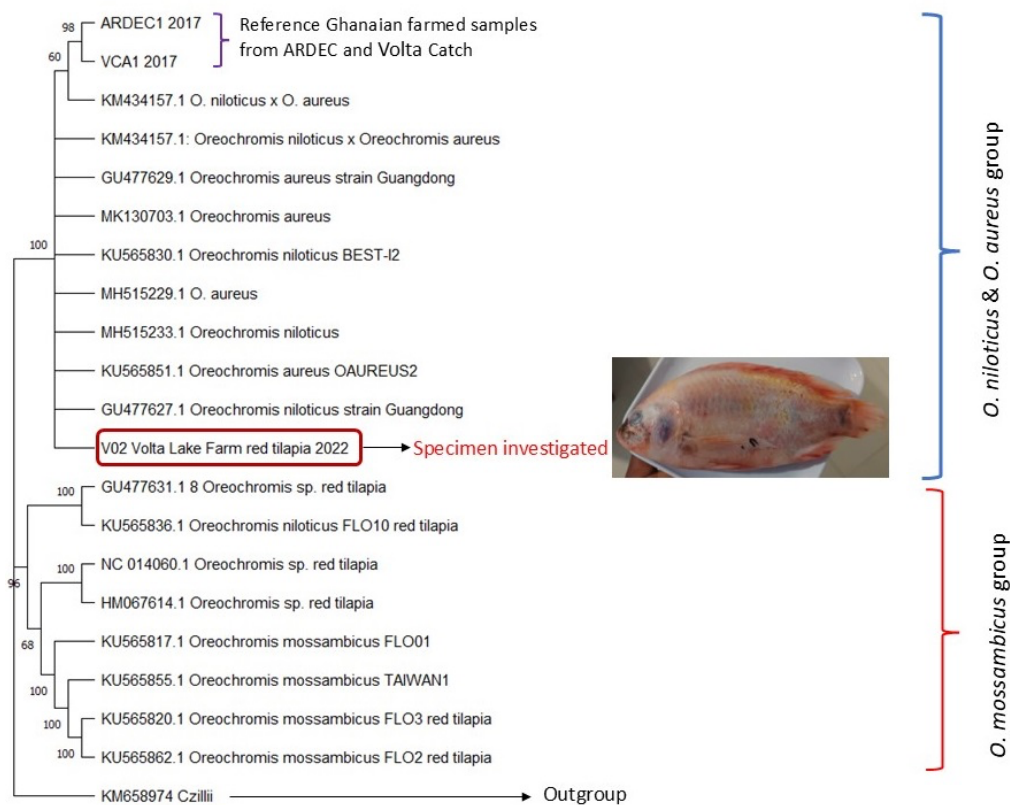 98
ARDEC1 2017
Reference Ghanaian farmed samples
from ARDEC and Volta Catch
60
VCA1 2017
KM434157.1 O. niloticus x O. aureus
KM434157.1: Oreochromis niloticus x Oreochromis aureus
GU477629.1 Oreochromis aureus strain Guangdong
MK130703.1 Oreochromis aureus
100
KU565830.1 Oreochromis niloticus BEST-I2
MH515229.1 O. aureus
MH515233.1 Oreochromis niloticus
KU565851.1 Oreochromis aureus OAUREUS2
GU477627.1 Oreochromis niloticus strain Guangdong
V02 Volta Lake Farm red tilapia 2022
Specimen investigated
O. niloticus & O. aureus group
100
GU477631.1 8 Oreochromis sp. red tilapia
KU565836.1 Oreochromis niloticus FLO10 red tilapia
96
100
NC 014060.1 Oreochromis sp. red tilapia
HM067614.1 Oreochromis sp. red tilapia
68
KU565817.1 Oreochromis mossambicus FLO01
100
KU565855.1 Oreochromis mossambicus TAIWAN1
100
KU565820.1 Oreochromis mossambicus FLO3 red tilapia
100
KU565862.1 Oreochromis mossambicus FLO2 red tilapia
O. mossambicus group
KM658974 Czillii
Outgroup